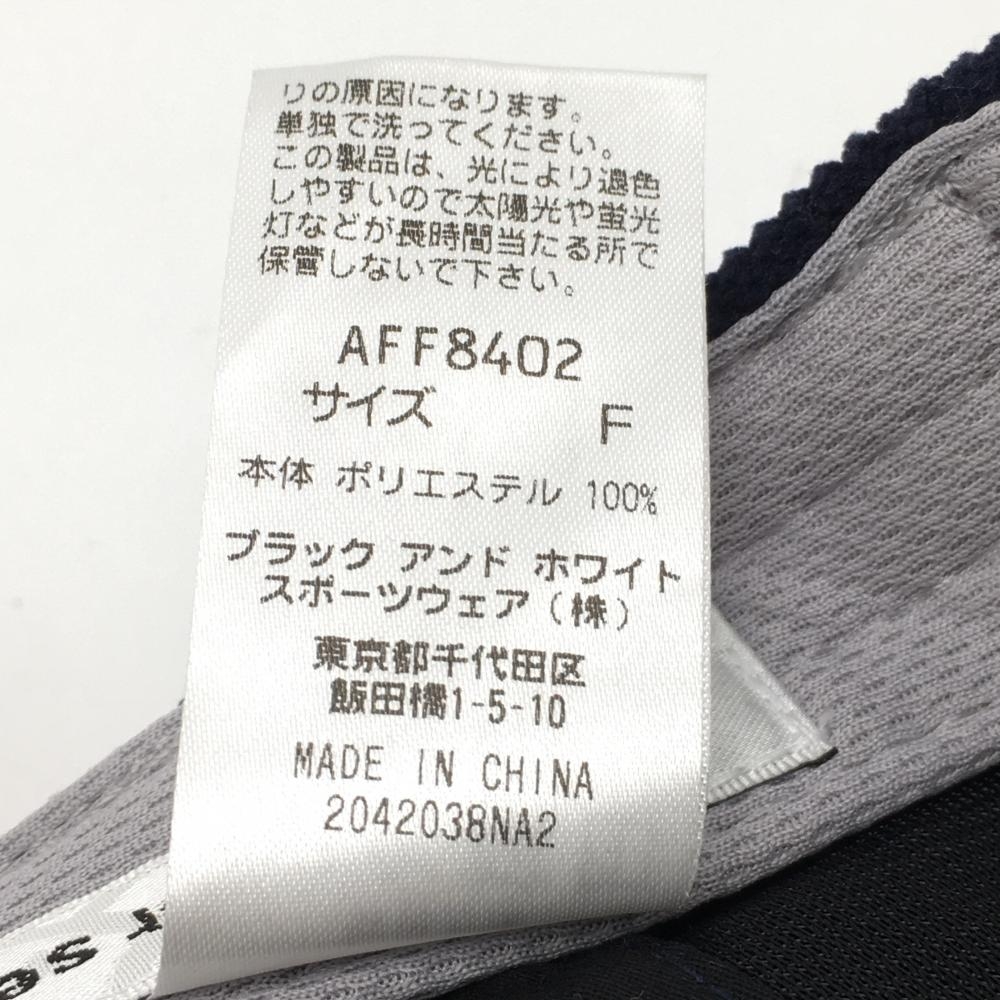 りの原因になります。
単独で洗ってください。
この製品は、光により退色
しやすいので太陽光や蛍光
灯などが長時間当たる所で
保管しないで下さい。
AFF8402
サイズ F
本体 ポリエステル 100%
ブラック アンド ホワイト
スポーツウェア(株)
東京都千代田区
飯田橋1-5-10
MADE IN CHINA
2042038NA2